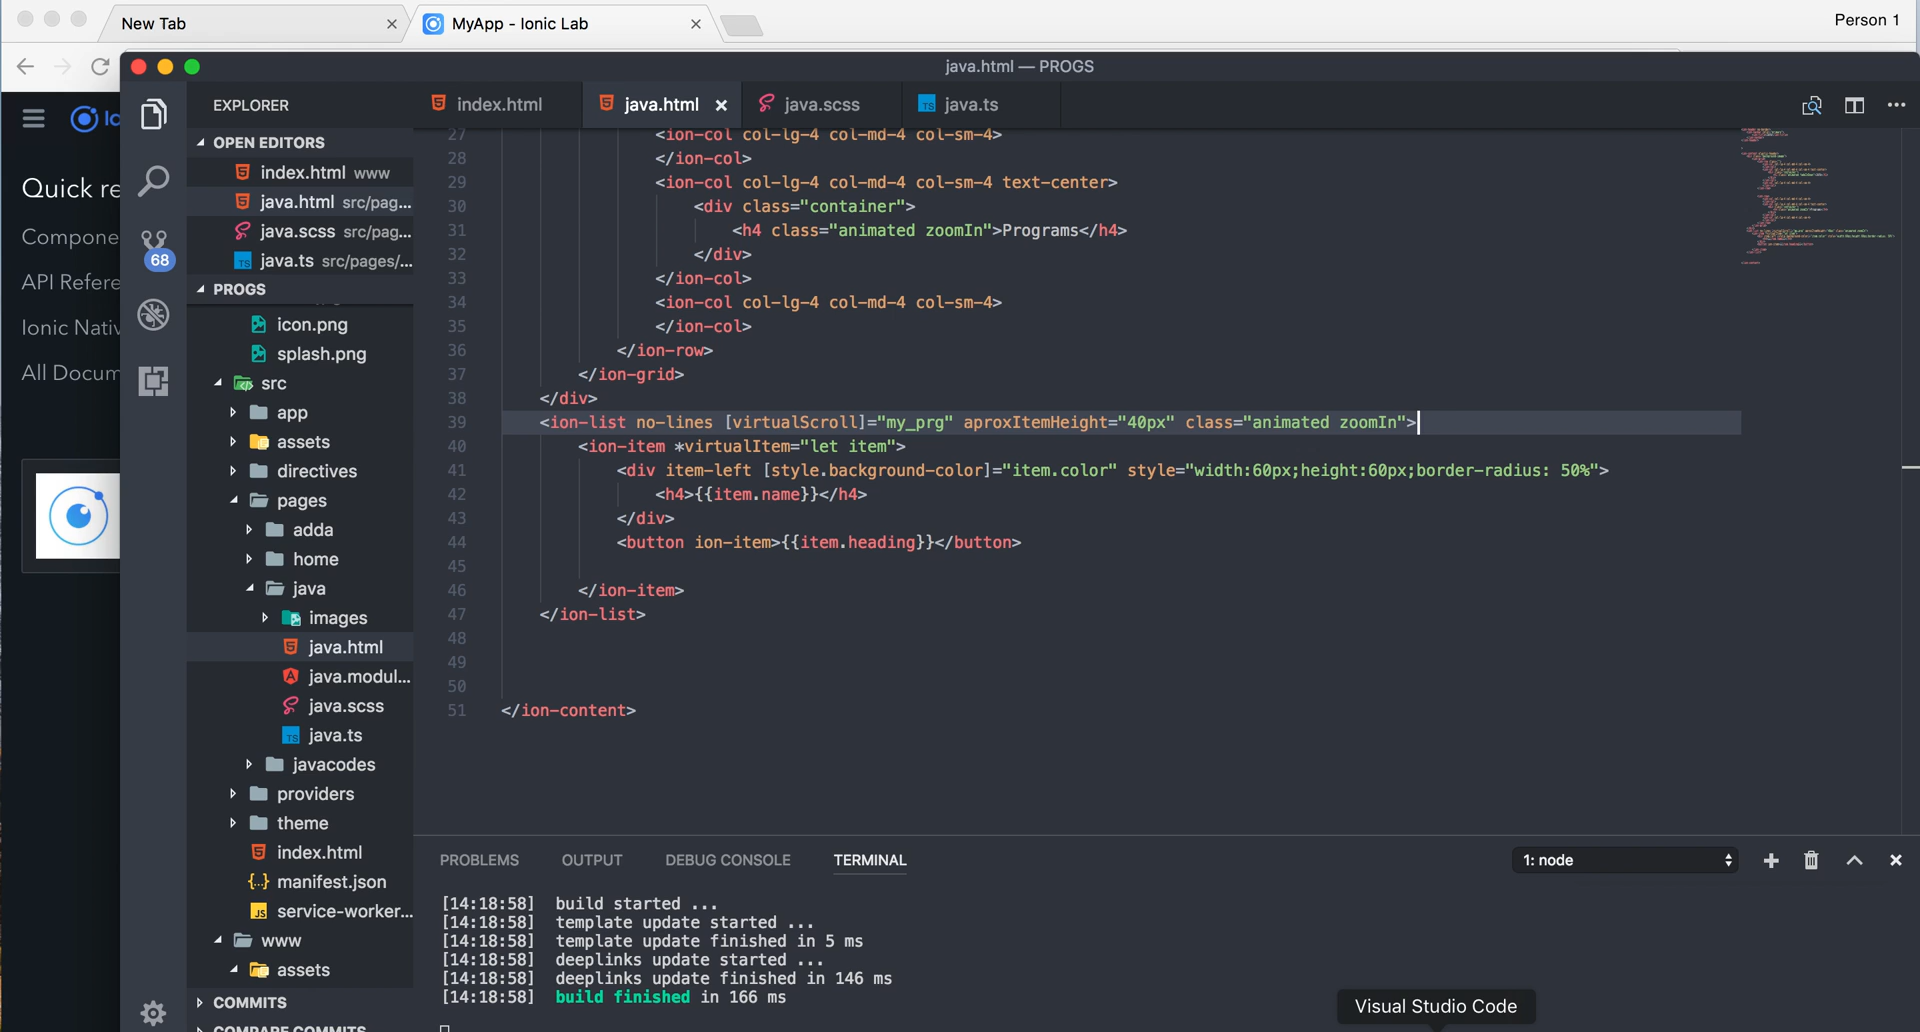 New Tab
MyApp - Ionic Lab
Person 1
java.html — PROGS
EXPLORER
index.html
java.html
java.scss
java.ts
OPEN EDITORS
index.html www
java.html src/pag...
java.scss src/pag...
java.ts src/pages/...
PROGS
icon.png
splash.png
src
app
assets
directives
pages
adda
home
java
images
java.html
java.modul...
java.scss
java.ts
javacodes
providers
theme
index.html
manifest.json
service-worker...
www
assets
COMMITS
COMPARE COMMITS
68
Quick re
Compone
API Refere
Ionic Nativ
All Docum
27 <ion-col col-lg-4 col-md-4 col-sm-4>
28 </ion-col>
29 <ion-col col-lg-4 col-md-4 col-sm-4 text-center>
30 <div class="container">
31 <h4 class="animated zoomIn">Programs</h4>
32 </div>
33 </ion-col>
34 <ion-col col-lg-4 col-md-4 col-sm-4>
35 </ion-col>
36 </ion-row>
37 </ion-grid>
38 </div>
39 <ion-list no-lines [virtualScroll]="my_prg" aproxItemHeight="40px" class="animated zoomIn">
40 <ion-item *virtualItem="let item">
41 <div item-left [style.background-color]="item.color" style="width:60px;height:60px;border-radius: 50%">
42 <h4>{{item.name}}</h4>
43 </div>
44 <button ion-item>{{item.heading}}</button>
45
46 </ion-item>
47 </ion-list>
48
49
50
51 </ion-content>
PROBLEMS OUTPUT DEBUG CONSOLE TERMINAL
1: node
[14:18:58] build started ...
[14:18:58] template update started ...
[14:18:58] template update finished in 5 ms
[14:18:58] deeplinks update started ...
[14:18:58] deeplinks update finished in 146 ms
[14:18:58] build finished in 166 ms
Visual Studio Code